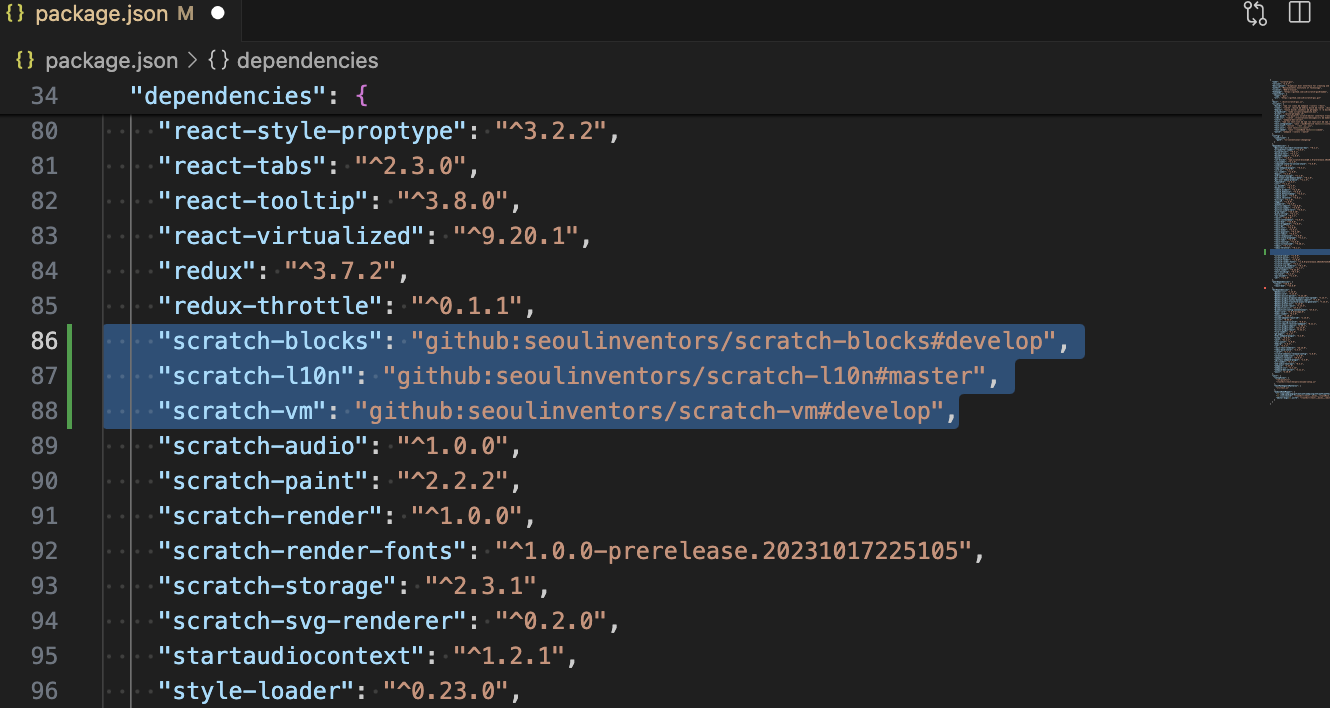 {} package.json M
{} package.json > {} dependencies
34 "dependencies": {
80 "react-style-proptype": "^3.2.2",
81 "react-tabs": "^2.3.0",
82 "react-tooltip": "^3.8.0",
83 "react-virtualized": "^9.20.1",
84 "redux": "^3.7.2",
85 "redux-throttle": "^0.1.1",
86 "scratch-blocks": "github:seoulinventors/scratch-blocks#develop",
87 "scratch-l10n": "github:seoulinventors/scratch-l10n#master",
88 "scratch-vm": "github:seoulinventors/scratch-vm#develop",
89 "scratch-audio": "^1.0.0",
90 "scratch-paint": "^2.2.2",
91 "scratch-render": "^1.0.0",
92 "scratch-render-fonts": "^1.0.0-prerelease.20231017225105",
93 "scratch-storage": "^2.3.1",
94 "scratch-svg-renderer": "^0.2.0",
95 "startaudiocontext": "^1.2.1",
96 "style-loader": "^0.23.0",